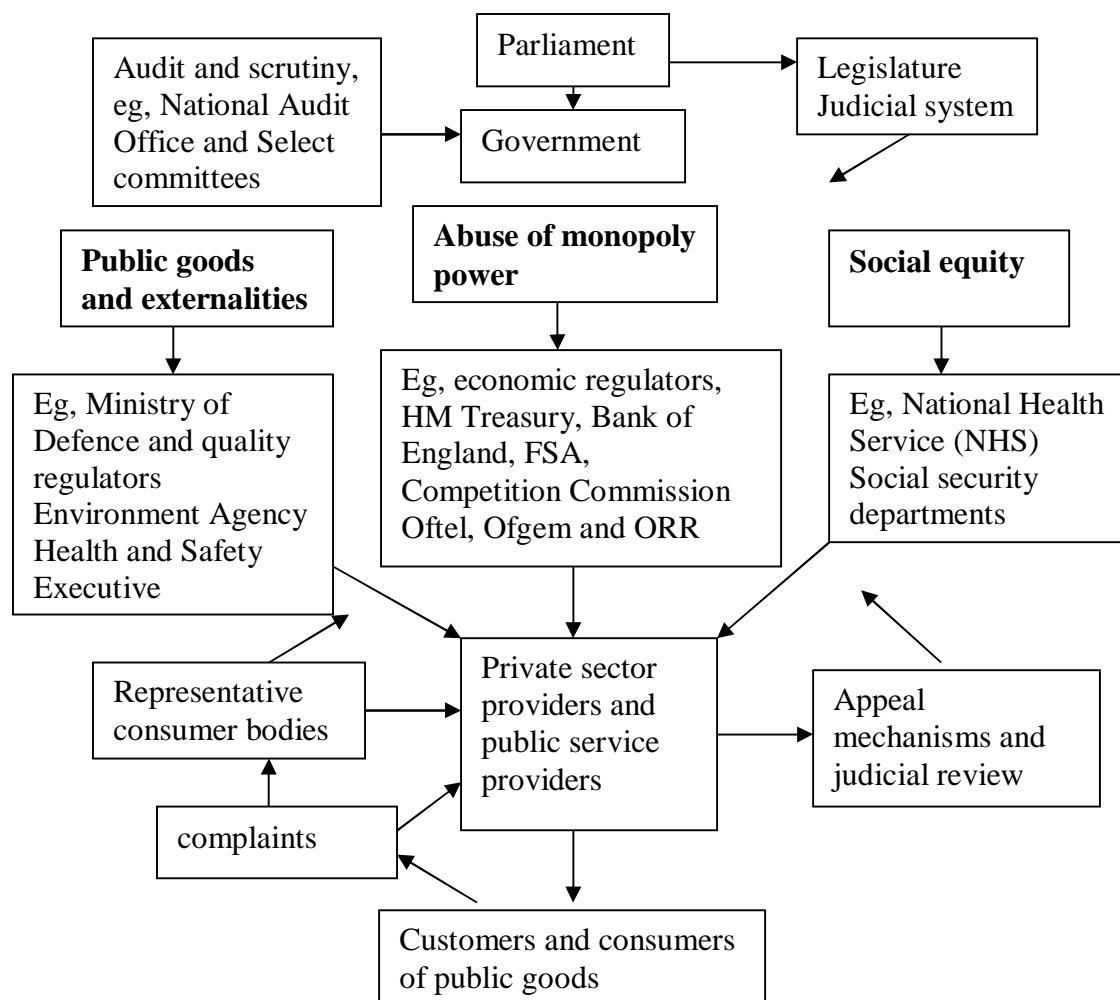 Parliament
Audit and scrutiny,
eg, National Audit
Office and Select
committees
Legislature
Judicial system
Government
Public goods
and externalities
Abuse of monopoly
power
Social equity
Eg, Ministry of
Defence and quality
regulators
Environment Agency
Health and Safety
Executive
Eg, economic regulators,
HM Treasury, Bank of
England, FSA,
Competition Commission
Oftel, Ofgem and ORR
Eg, National Health
Service (NHS)
Social security
departments
Representative
consumer bodies
Private sector
providers and
public service
providers
Appeal
mechanisms and
judicial review
complaints
Customers and consumers
of public goods